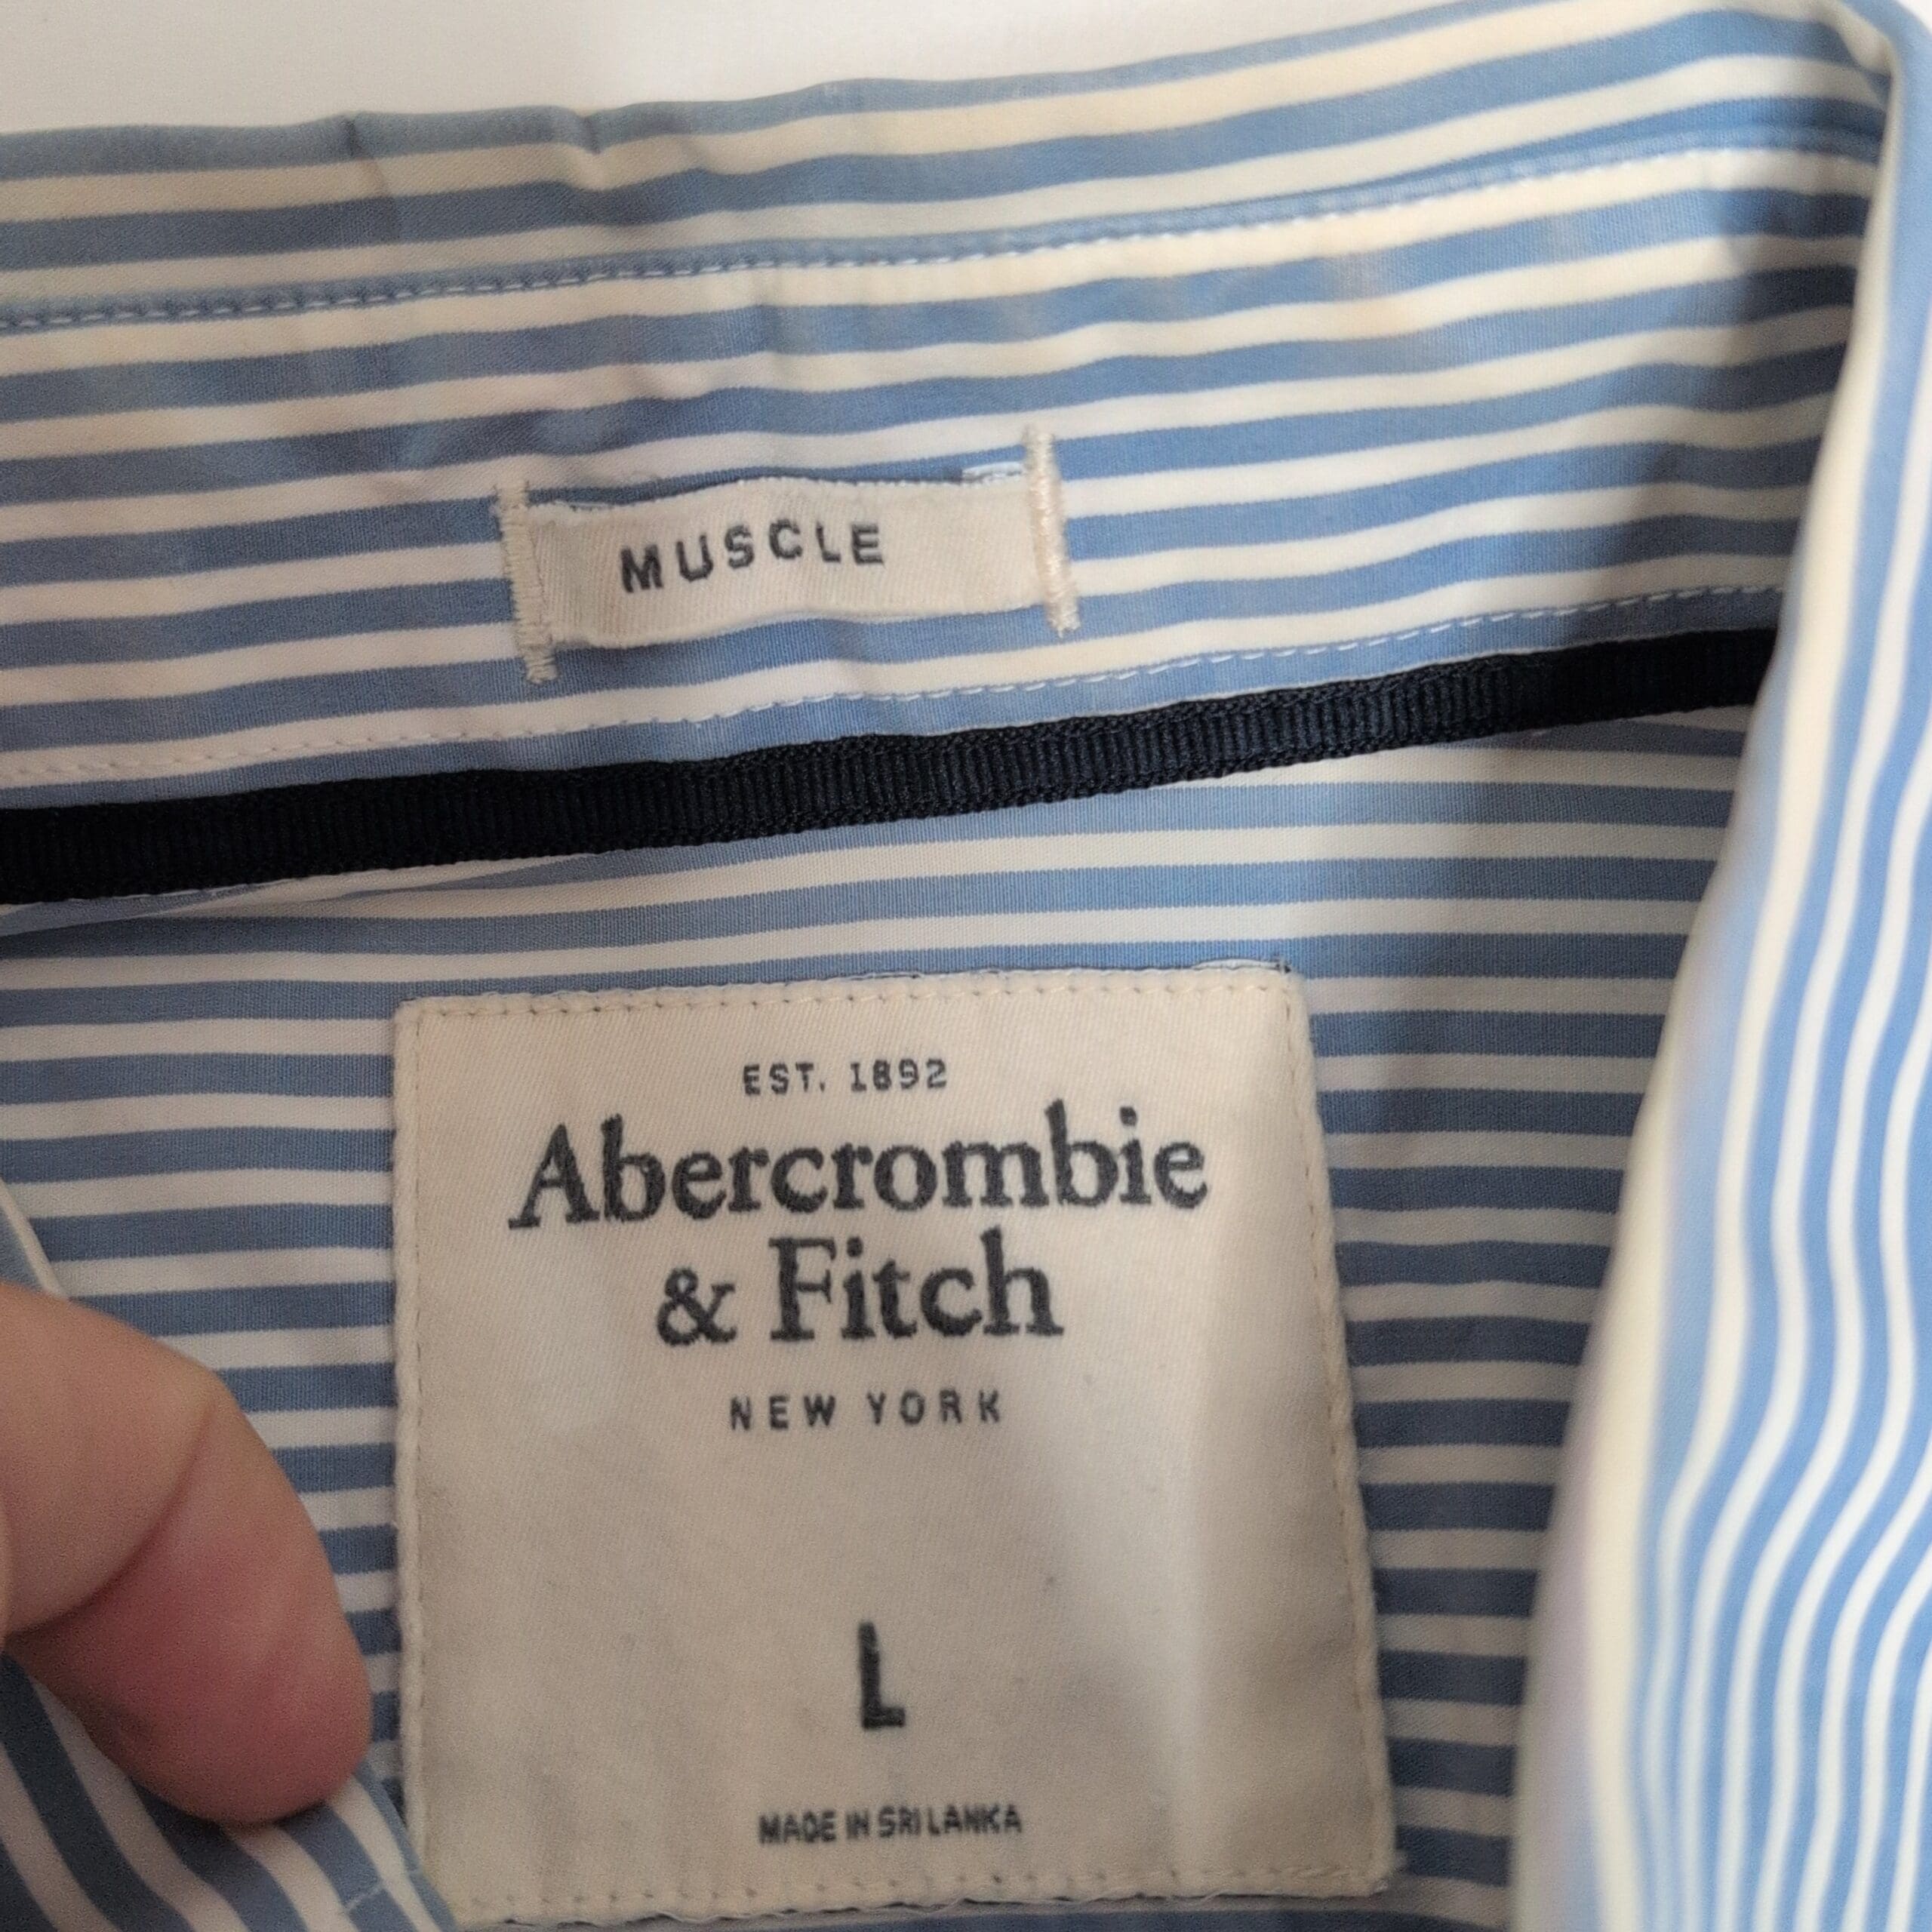 MUSCLE
EST. 1892
Abercrombie
& Fitch
NEW YORK
L
MADE IN SRI LANKA